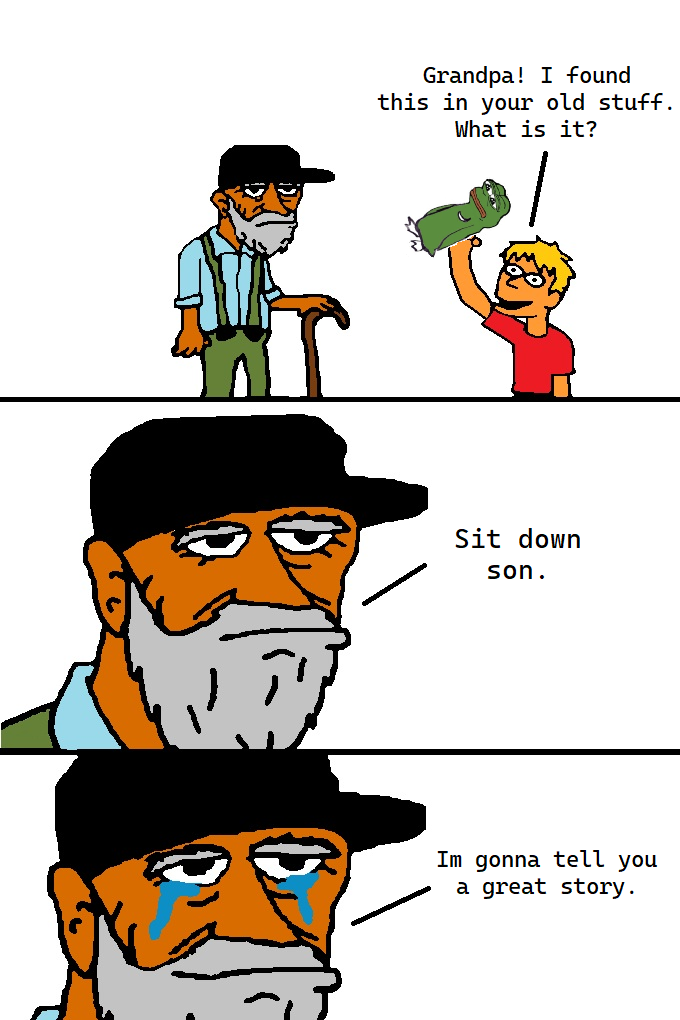 Grandpa! I found
this in your old stuff.
What is it?
Sit down
son.
Im gonna tell you
a great story.